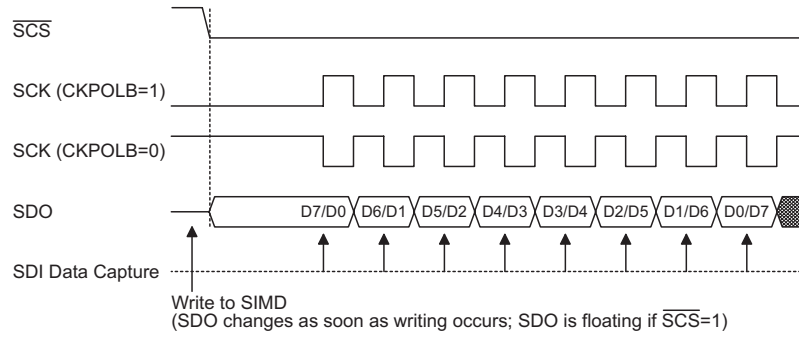 SCS
SCK (CKPOLB=1)
SCK (CKPOLB=0)
SDO
D7/D0 D6/D1 D5/D2 D4/D3 D3/D4 D2/D5 D1/D6 D0/D7
SDI Data Capture
Write to SIMD
(SDO changes as soon as writing occurs; SDO is floating if SCS=1)